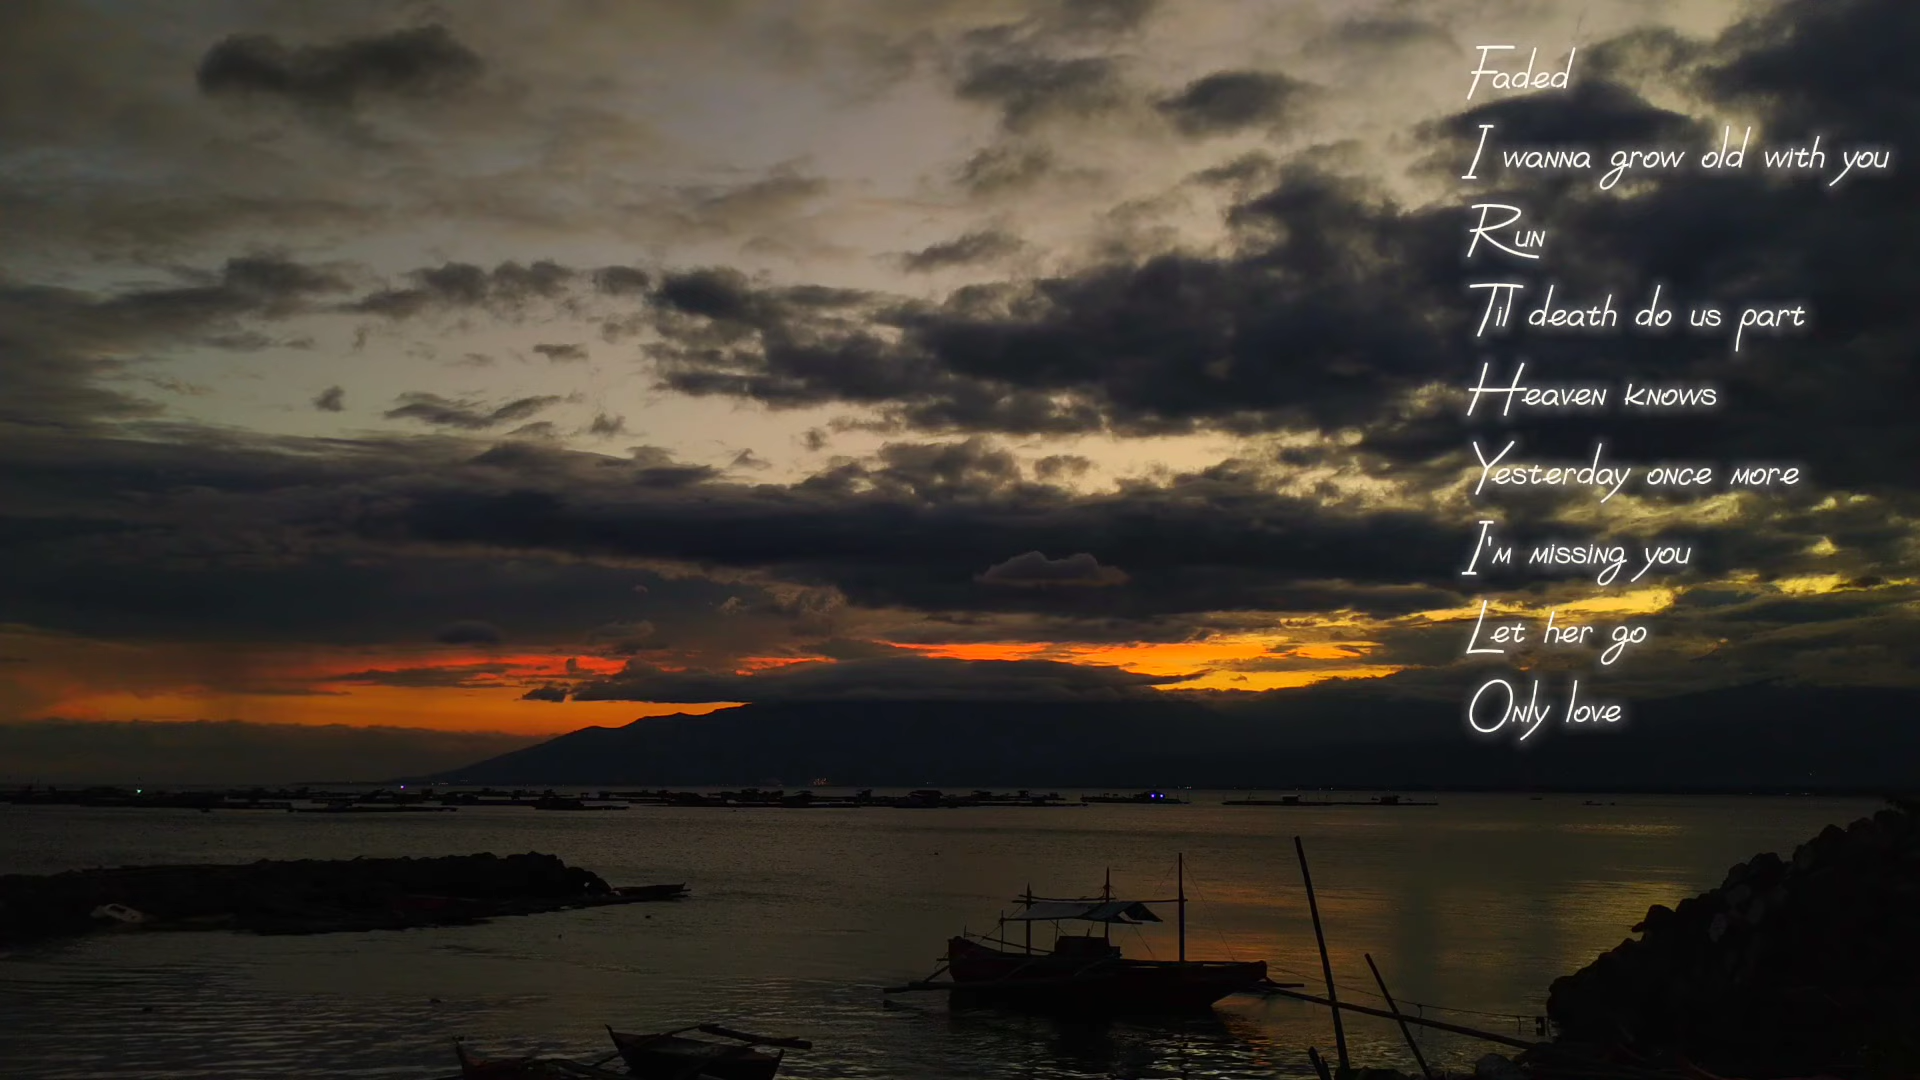 Faded
I wanna grow old with you
Run
Til death do us part
Heaven knows
Yesterday once more
I'm missing you
Let her go
Only love